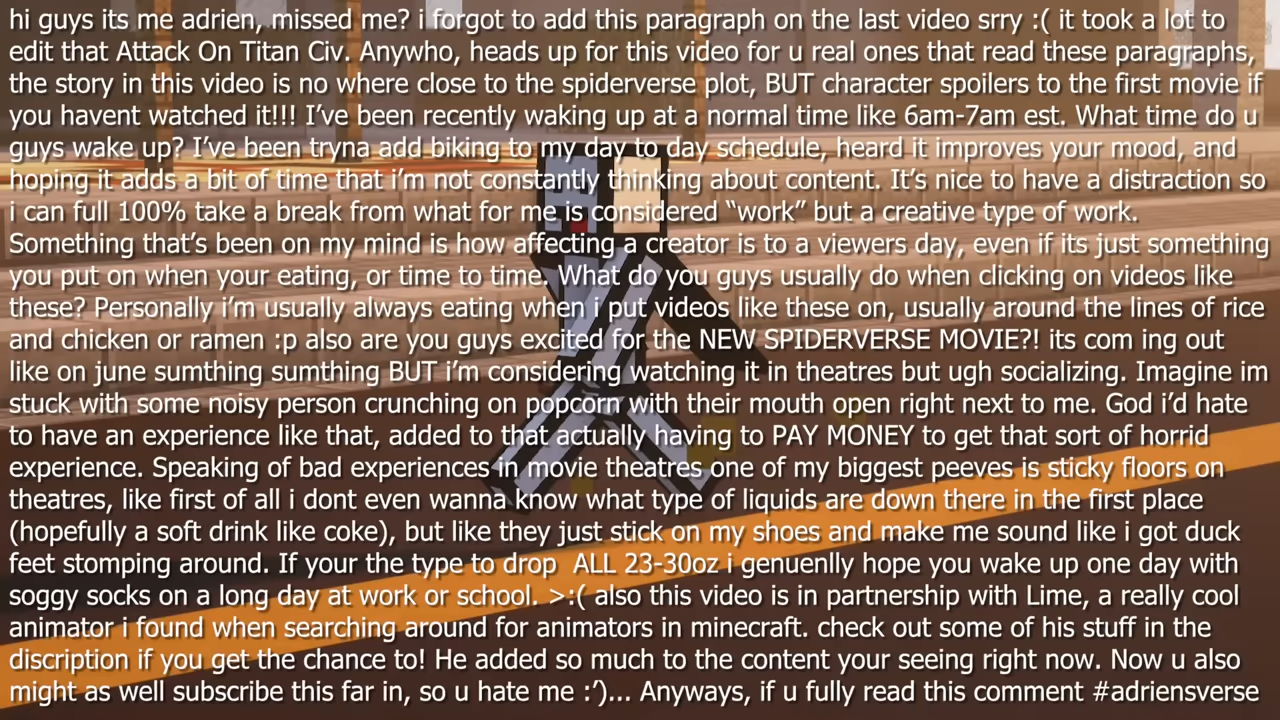 hi guys its me adrien, missed me? i forgot to add this paragraph on the last video srry :( it took a lot to
edit that Attack On Titan Civ. Anywho, heads up for this video for u real ones that read these paragraphs,
the story in this video is no where close to the spiderverse plot, BUT character spoilers to the first movie if
you havent watched it!!! I've been recently waking up at a normal time like 6am-7am est. What time do u
guys wake up? I've been tryna add biking to my day to day schedule, heard it improves your mood, and
hoping it adds a bit of time that i'm not constantly thinking about content. It's nice to have a distraction so
i can full 100% take a break from what for me is considered “work” but a creative type of work.
Something that's been on my mind is how affecting a creator is to a viewers day, even if its just something
you put on when your eating, or time to time. What do you guys usually do when clicking on videos like
these? Personally i'm usually always eating when i put videos like these on, usually around the lines of rice
and chicken or ramen :p also are you guys excited for the NEW SPIDERVERSE MOVIE?! its com ing out
like on june sumthing sumthing BUT i'm considering watching it in theatres but ugh socializing. Imagine im
stuck with some noisy person crunching on popcorn with their mouth open right next to me. God i'd hate
to have an experience like that, added to that actually having to PAY MONEY to get that sort of horrid
experience. Speaking of bad experiences in movie theatres one of my biggest peeves is sticky floors on
theatres, like first of all i dont even wanna know what type of liquids are down there in the first place
(hopefully a soft drink like coke), but like they just stick on my shoes and make me sound like i got duck
feet stomping around. If your the type to drop  ALL 23-30oz i genuenlly hope you wake up one day with
soggy socks on a long day at work or school. >:( also this video is in partnership with Lime, a really cool
animator i found when searching around for animators in minecraft. check out some of his stuff in the
discription if you get the chance to! He added so much to the content your seeing right now. Now u also
might as well subscribe this far in, so u hate me :')... Anyways, if u fully read this comment #adriensverse